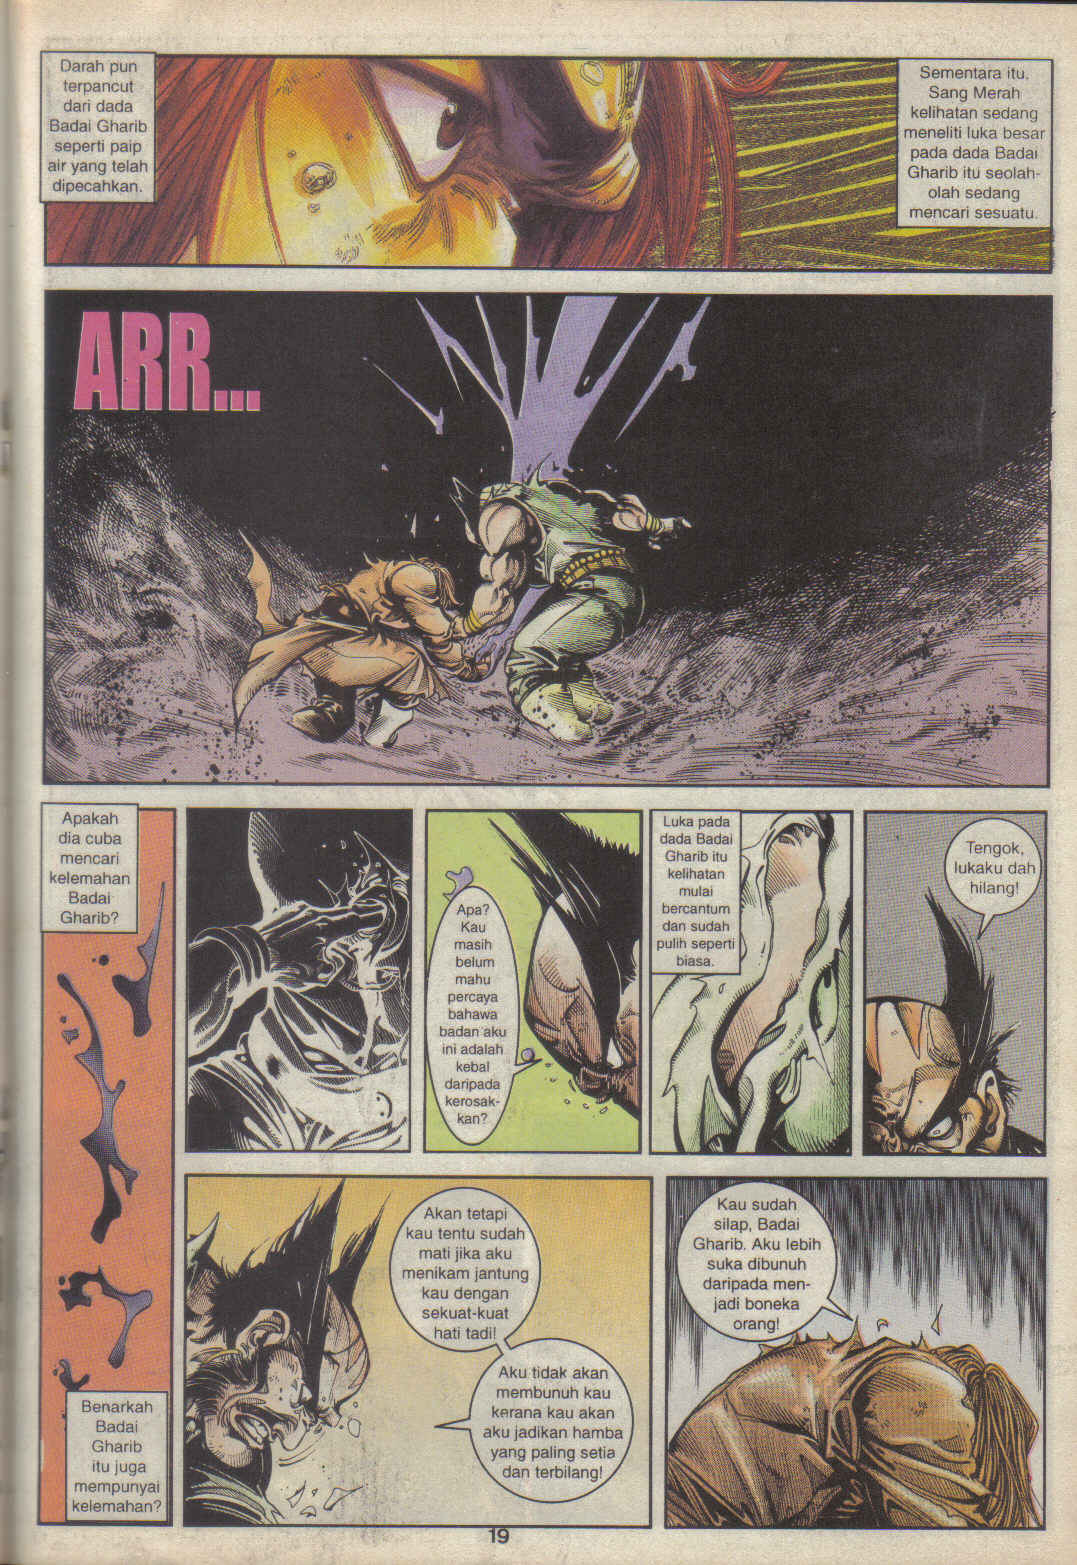 Darah pun
terpancut
dari dada
Badai Gharib
seperti paip
air yang telah
dipecahkan.
Sementara itu,
Sang Merah
kelihatan sedang
meneliti luka besar
pada dada Badai
Gharib itu seolah-
olah sedang
mencari sesuatu.
ARR...
Apakah
dia cuba
mencari
kelemahan
Badai
Gharib?
Apa?
Kau
masih
belum
mahu
percaya
bahawa
badan aku
ini adalah
kebal
daripada
kerosak-
kan?
Luka pada
dada Badai
Gharib itu
kelihatan
mulai
bercantum
dan sudah
pulih seperti
biasa.
Tengok,
lukaku dah
hilang!
Benarkah
Badai
Gharib
itu juga
mempunyai
kelemahan?
Akan tetapi
kau tentu sudah
mati jika aku
menikam jantung
kau dengan
sekuat-kuat
hati tadi!
Aku tidak akan
membunuh kau
kerana kau akan
aku jadikan hamba
yang paling setia
dan terbilang!
Kau sudah
silap, Badai
Gharib. Aku lebih
suka dibunuh
daripada men-
jadi boneka
orang!
19